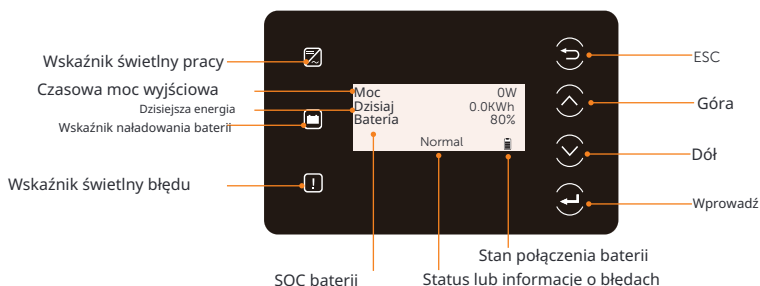 Wskaźnik świetlny pracy
Czasowa moc wyjściowa
Dzisiejsza energia
Wskaźnik naładowania baterii
Wskaźnik świetlny błędu
Moc 0W
Dzisiaj 0.0KWh
Bateria 80%
Normal
ESC
Góra
Dół
Wprowadź
Stan połączenia baterii
SOC baterii
Status lub informacje o błędach